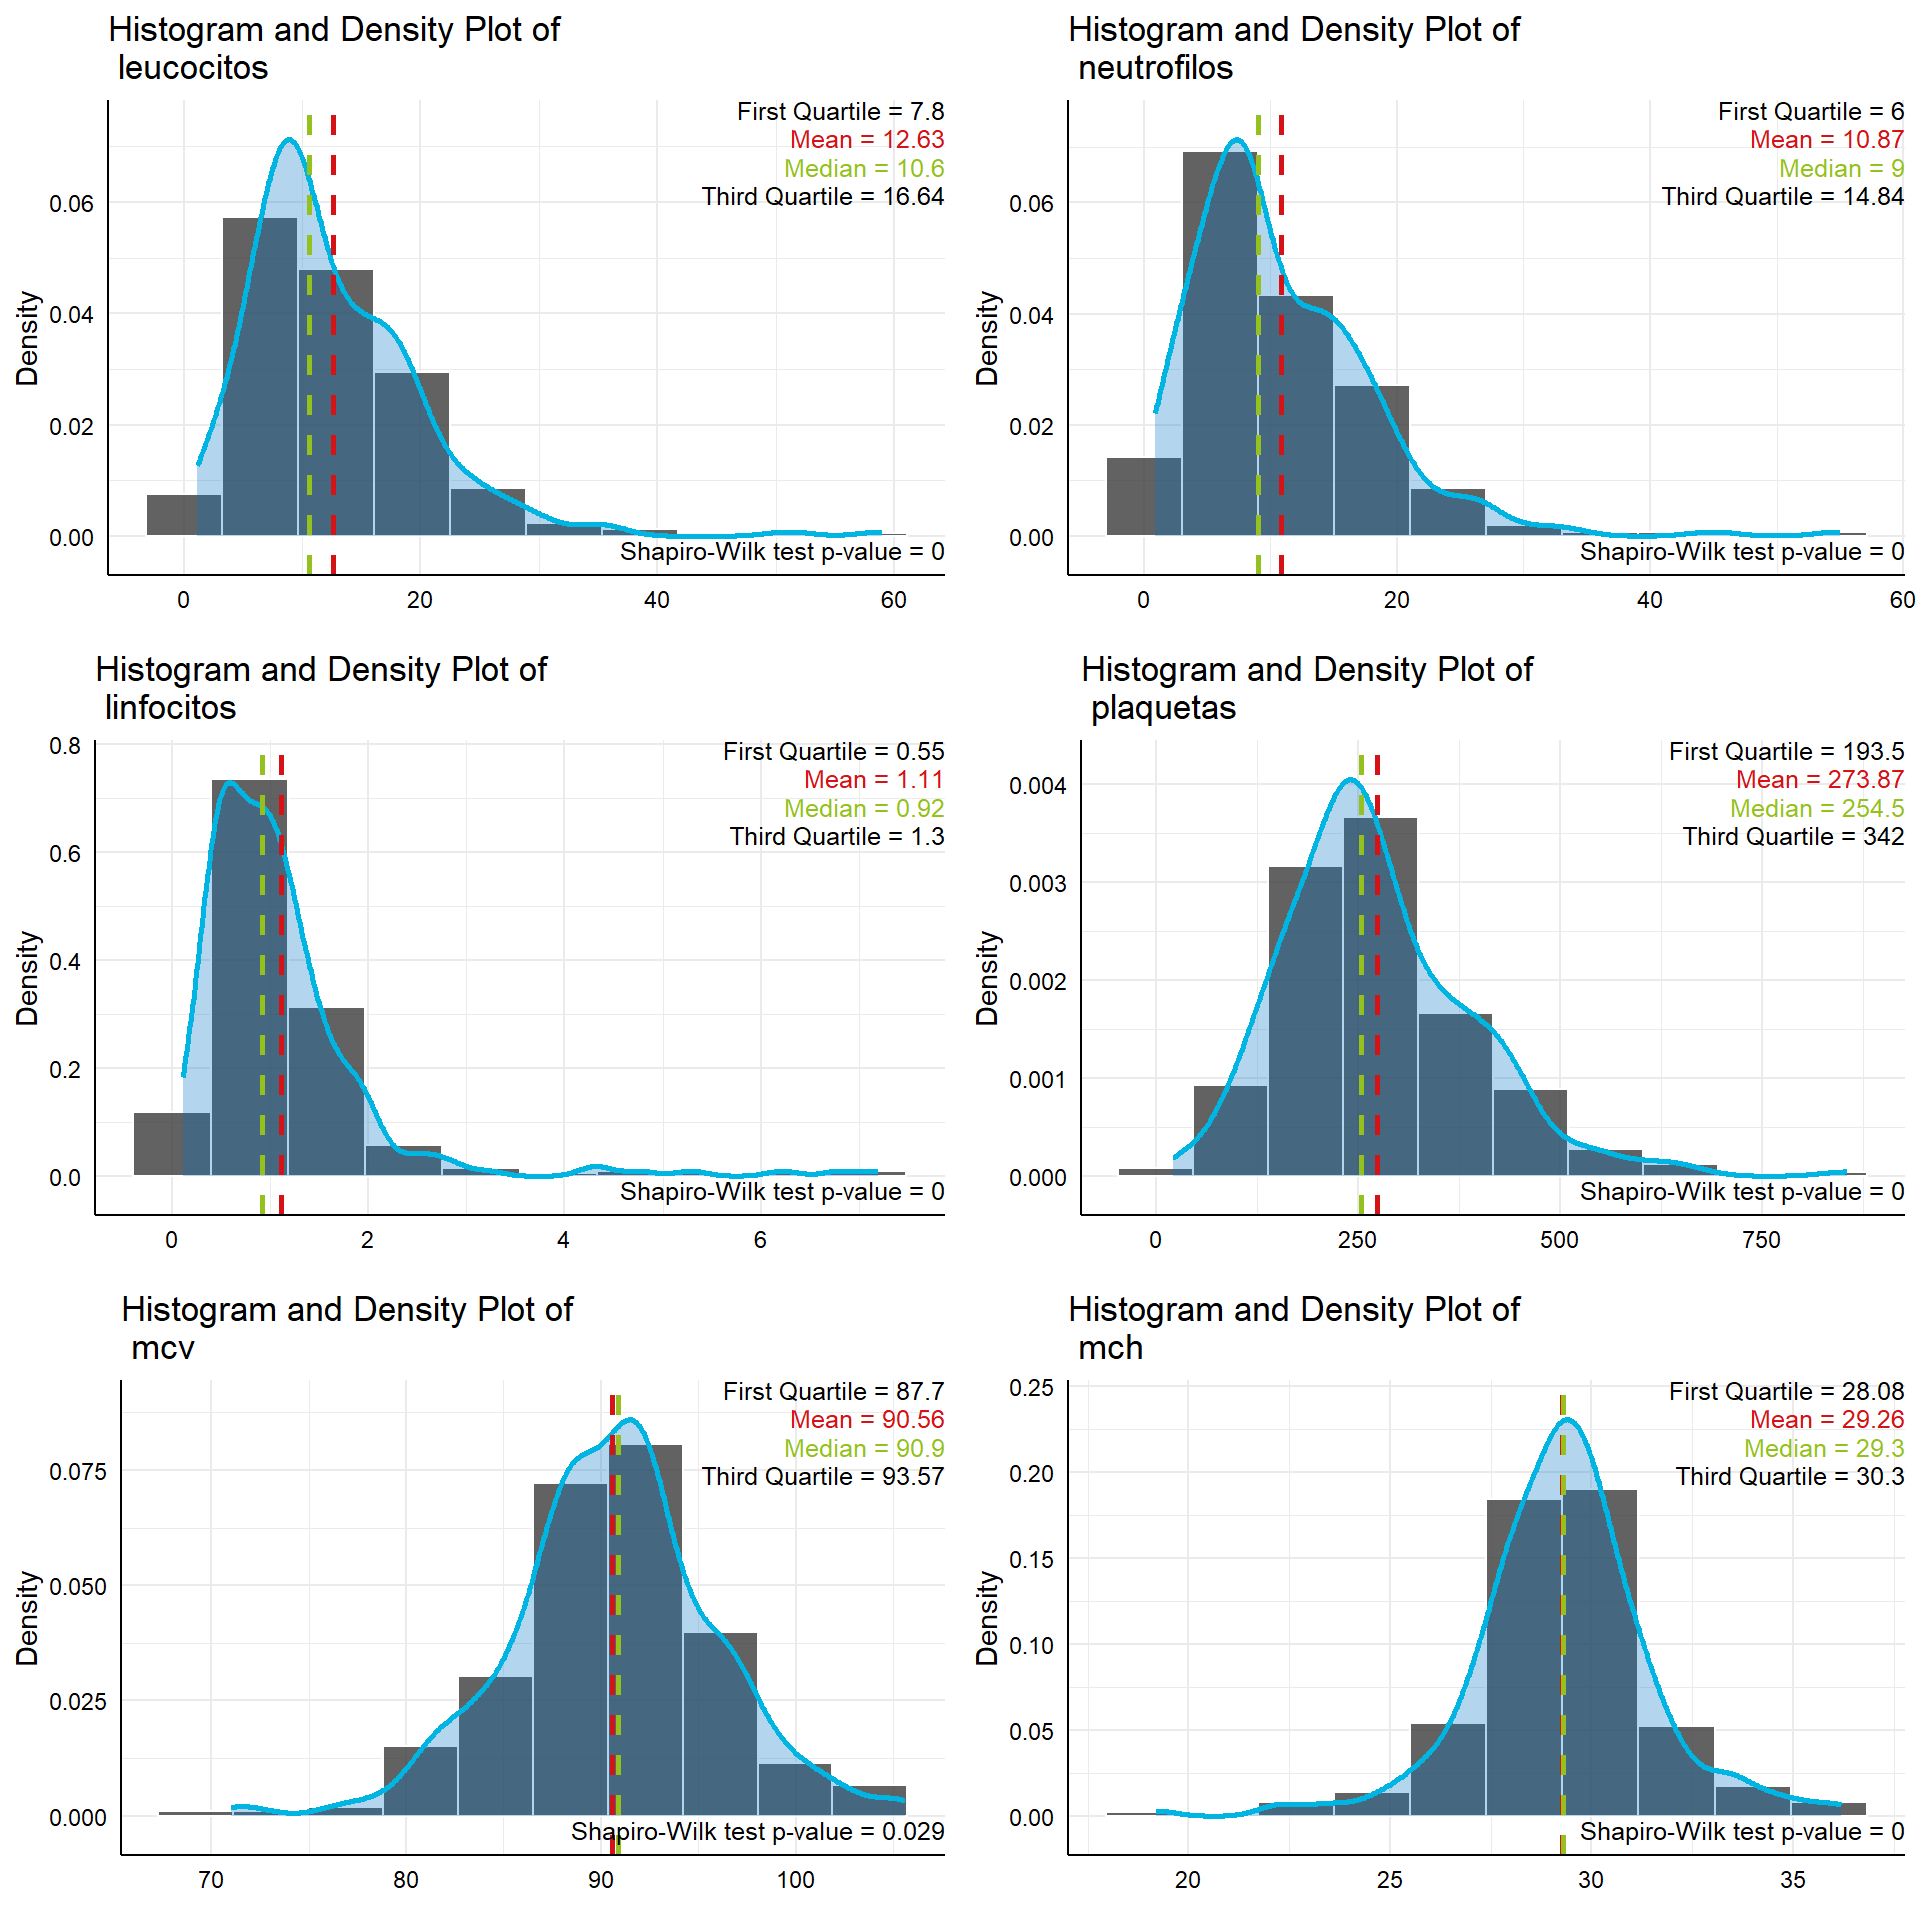 Histogram and Density Plot of
leucocitos
First Quartile = 7.8
Mean = 12.63
Median = 10.6
Third Quartile = 16.64
Density
0.06
0.04
0.02
0.00
Shapiro-Wilk test p-value = 0
0 20 40 60
Histogram and Density Plot of
neutrofilos
First Quartile = 6
Mean = 10.87
Median = 9
Third Quartile = 14.84
Density
0.06
0.04
0.02
0.00
Shapiro-Wilk test p-value = 0
0 20 40 60
Histogram and Density Plot of
linfocitos
First Quartile = 0.55
Mean = 1.11
Median = 0.92
Third Quartile = 1.3
Density
0.8
0.6
0.4
0.2
0.0
Shapiro-Wilk test p-value = 0
0 2 4 6
Histogram and Density Plot of
plaquetas
First Quartile = 193.5
Mean = 273.87
Median = 254.5
Third Quartile = 342
Density
0.004
0.003
0.002
0.001
0.000
Shapiro-Wilk test p-value = 0
0 250 500 750
Histogram and Density Plot of
mcv
First Quartile = 87.7
Mean = 90.56
Median = 90.9
Third Quartile = 93.57
Density
0.075
0.050
0.025
0.000
Shapiro-Wilk test p-value = 0.029
70 80 90 100
Histogram and Density Plot of
mch
First Quartile = 28.08
Mean = 29.26
Median = 29.3
Third Quartile = 30.3
Density
0.25
0.20
0.15
0.10
0.05
0.00
Shapiro-Wilk test p-value = 0
20 25 30 35